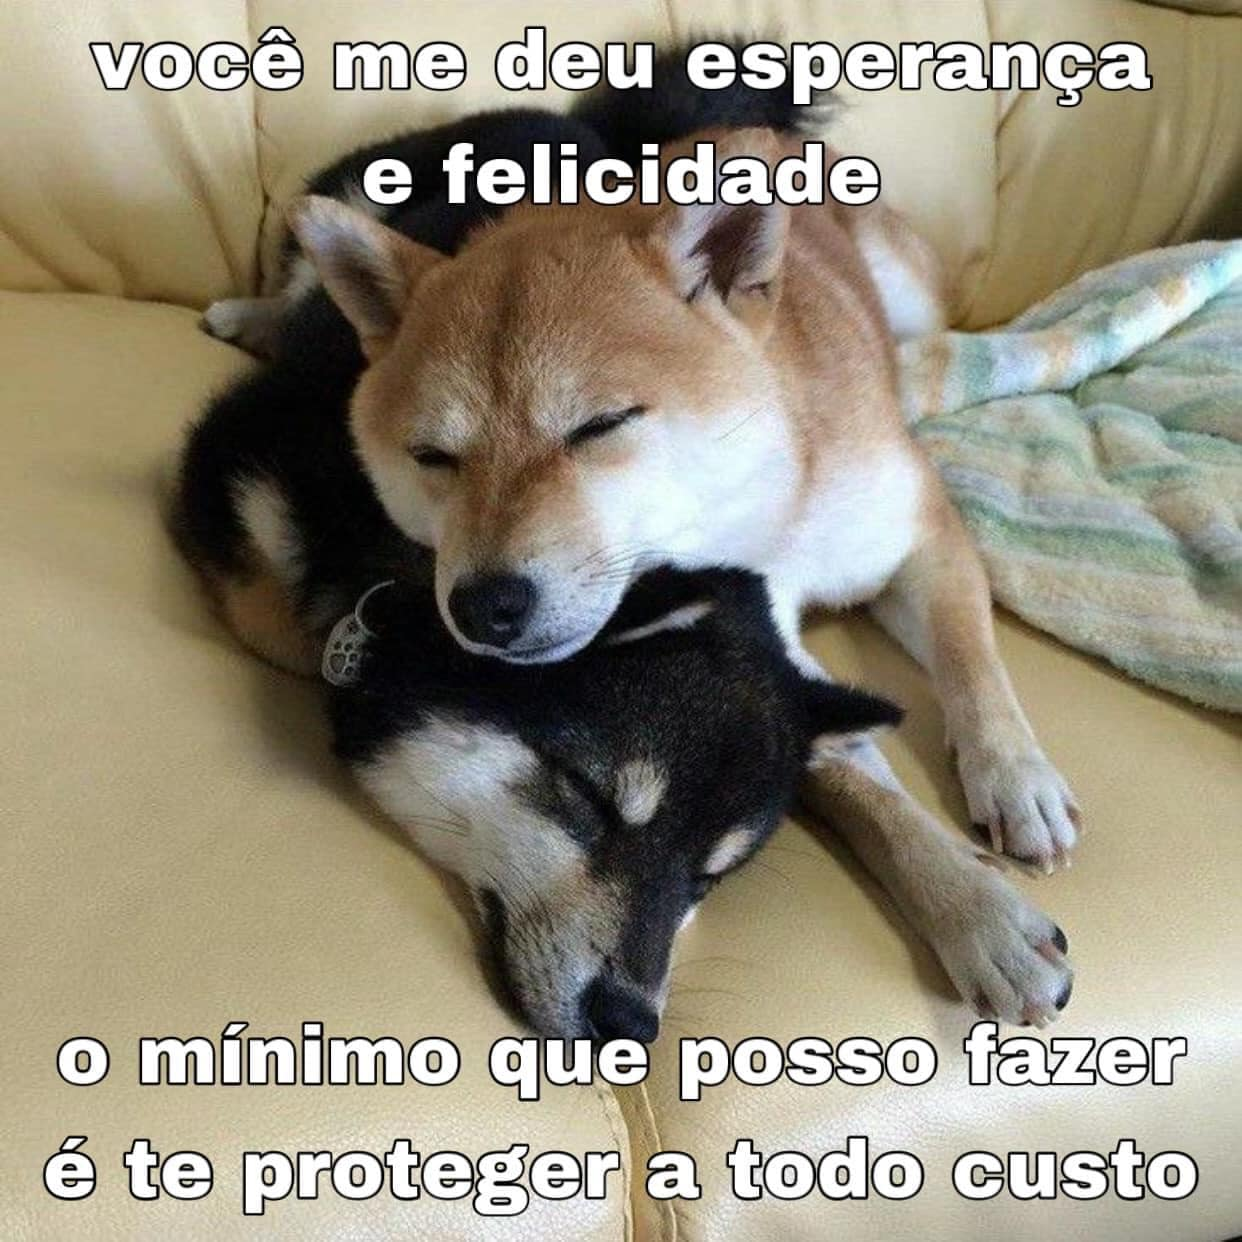 você me deu esperança
e felicidade
o mínimo que posso fazer
é te proteger a todo custo